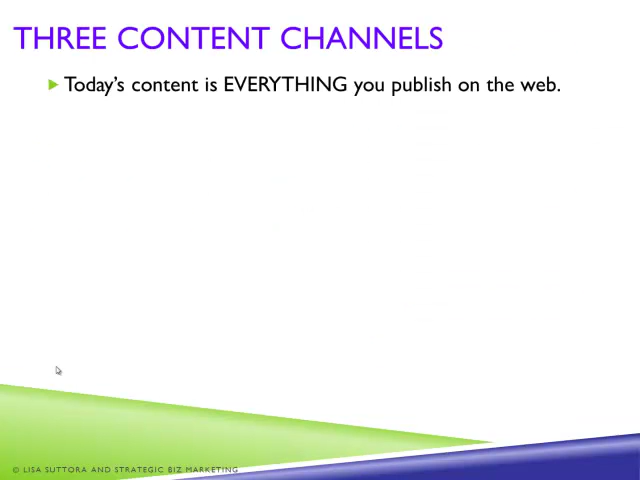 THREE CONTENT CHANNELS
Today's content is EVERYTHING you publish on the web.
© LISA SUTTORA AND STRATEGIC BIZ MARKETING